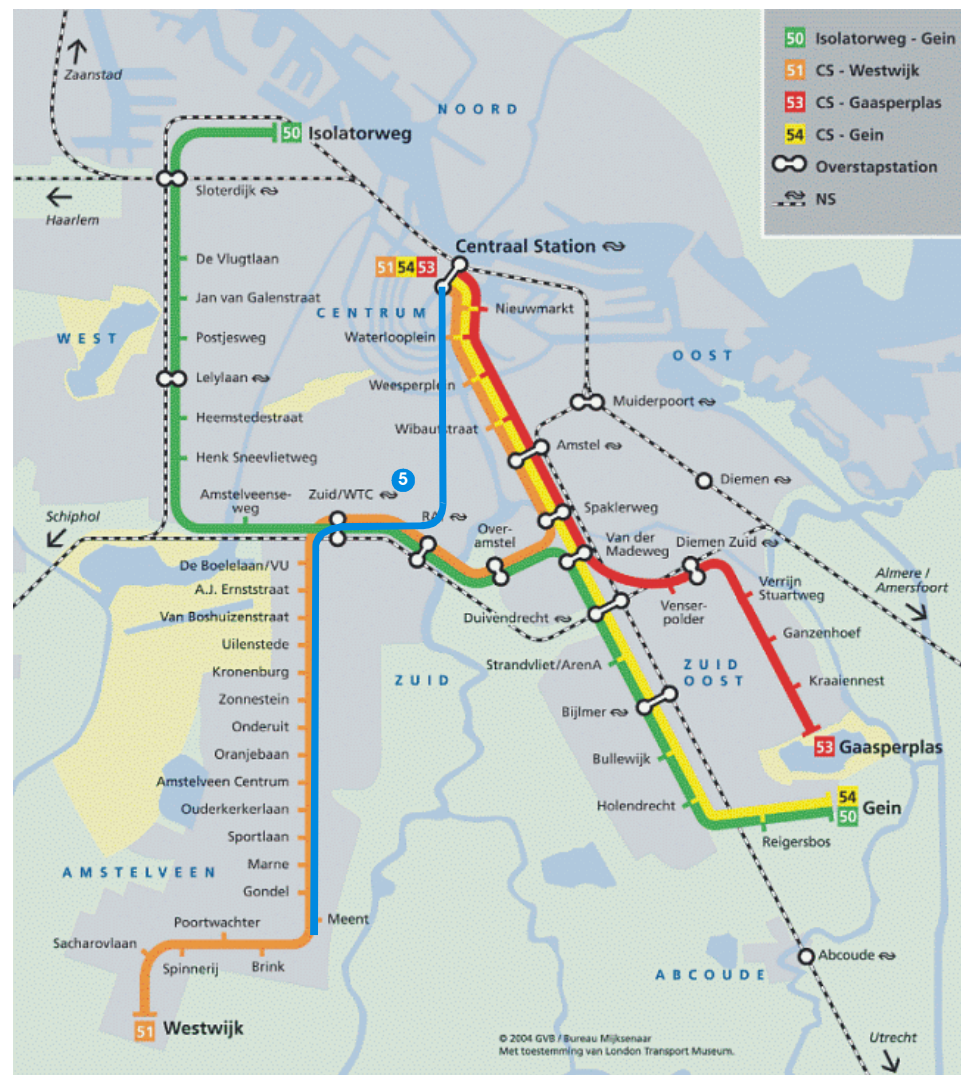 50 Isolatorweg - Gein
51 CS - Westwijk
53 CS - Gaasperplas
54 CS - Gein
Overstapstation
NS
Zaanstad
NOORD
50 Isolatorweg
Sloterdijk
Haarlem
Centraal Station
51 54 53
De Vlugtlaan
Jan van Galenstraat
CENTRUM
Nieuwmarkt
WEST
Postjesweg
Waterlooplein
OOST
Lelylaan
Weesperplein
Muiderpoort
Heemstedestraat
Wibautstraat
Amstel
Henk Sneevlietweg
Diemen
5
Amstelveense-
weg
Zuid/WTC
Schiphol
RAI
Over-
amstel
Spaklerweg
Van der
Madeweg
Diemen Zuid
De Boelelaan/VU
A.J. Ernststraat
Van Boshuizenstraat
Uilenstede
Kronenburg
Zonnestein
Onderuit
Oranjebaan
Amstelveen Centrum
Ouderkerkerlaan
Sportlaan
Marne
Gondel
Meent
AMSTELVEEN
Poortwachter
Sacharovlaan
Spinnerij
Brink
51 Westwijk
Duivendrecht
Venser-
polder
Verrijn
Stuartweg
Almere /
Amersfoort
Ganzenhoef
Strandvliet/ArenA
ZUID
ZUID
OOST
Kraaiennest
Bijlmer
53 Gaasperplas
Bullewijk
Holendrecht
54
50
Gein
Reigersbos
ABCOUDE
Abcoude
Utrecht
© 2004 GVB / Bureau Mijksenaar
Met toestemming van London Transport Museum.